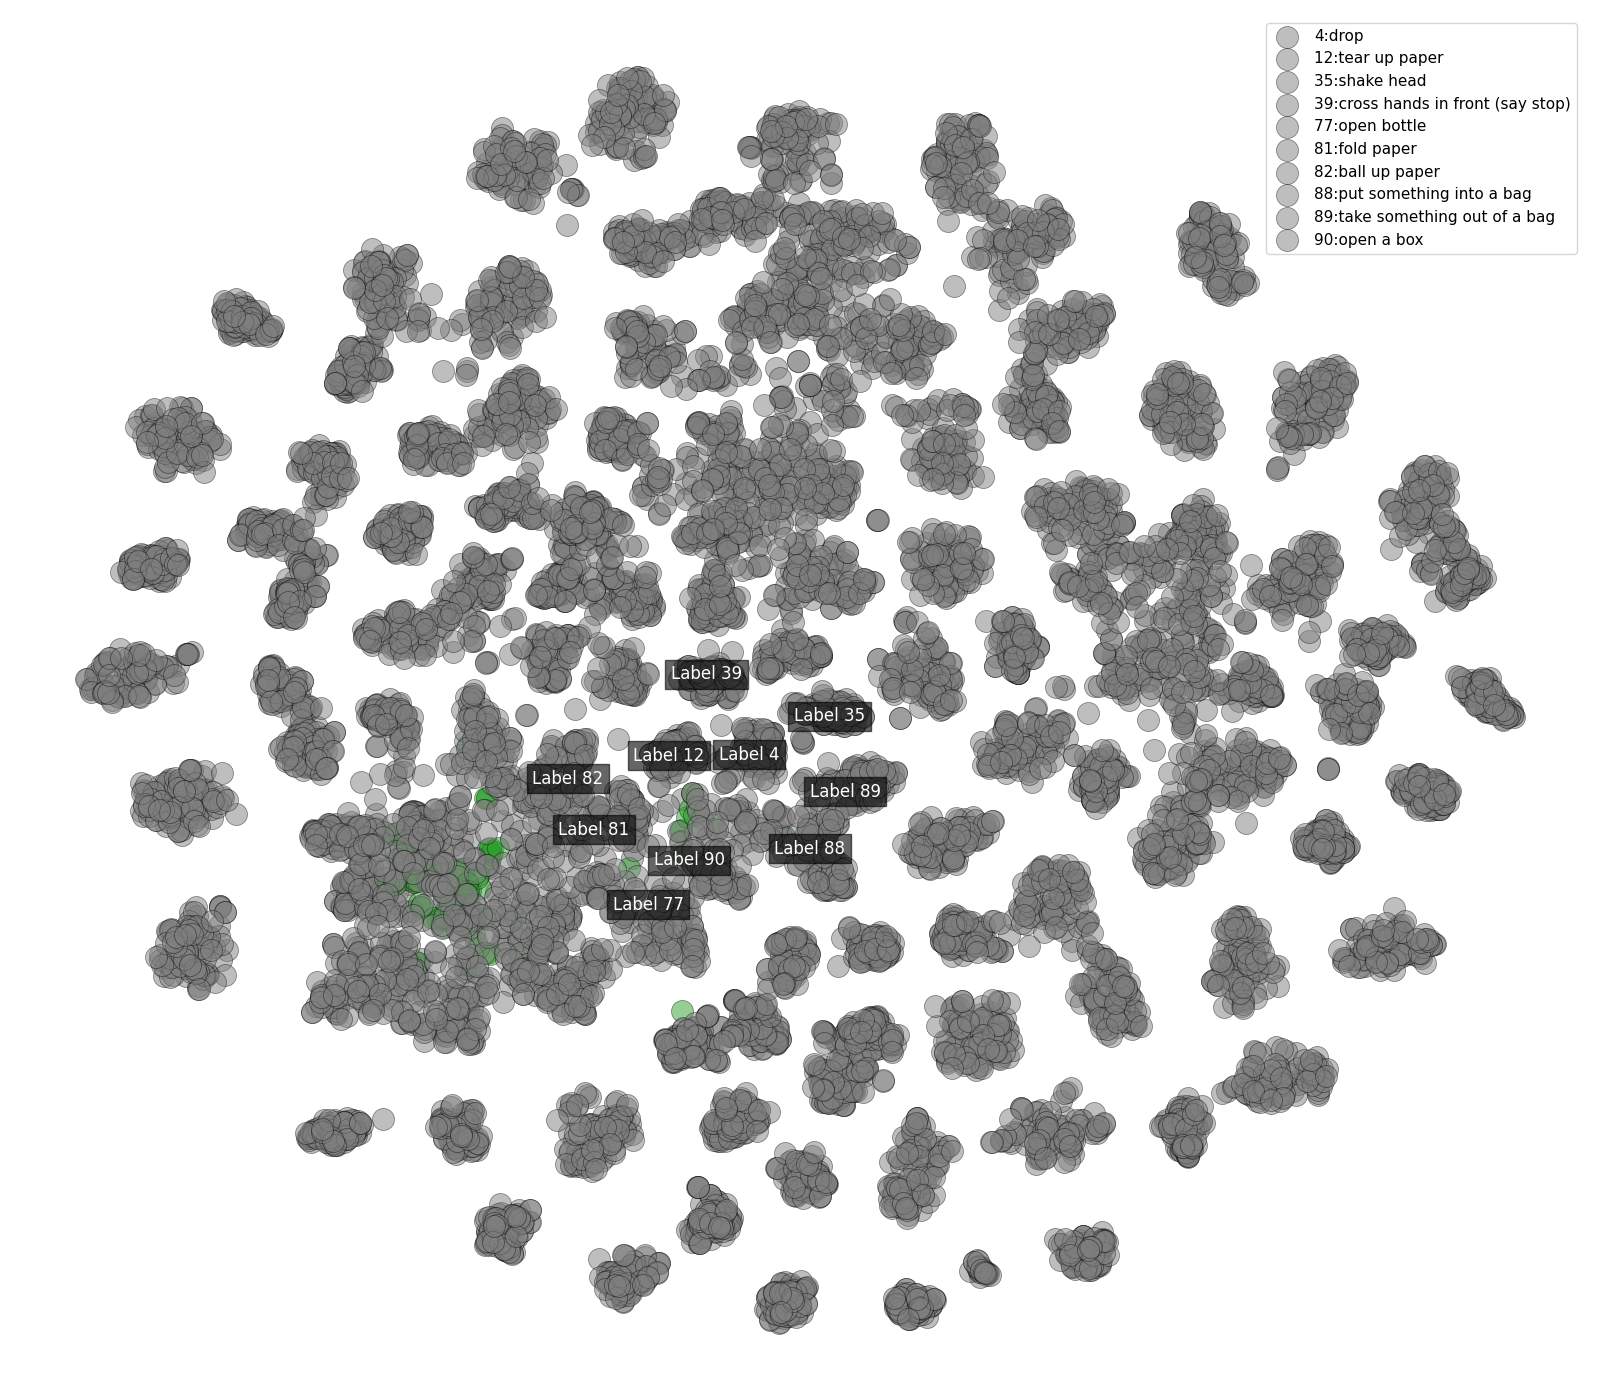 4:drop
12:tear up paper
35:shake head
39:cross hands in front (say stop)
77:open bottle
81:fold paper
82:ball up paper
88:put something into a bag
89:take something out of a bag
90:open a box
Label 39
Label 35
Label 12
Label 4
Label 82
Label 89
Label 81
Label 88
Label 90
Label 77